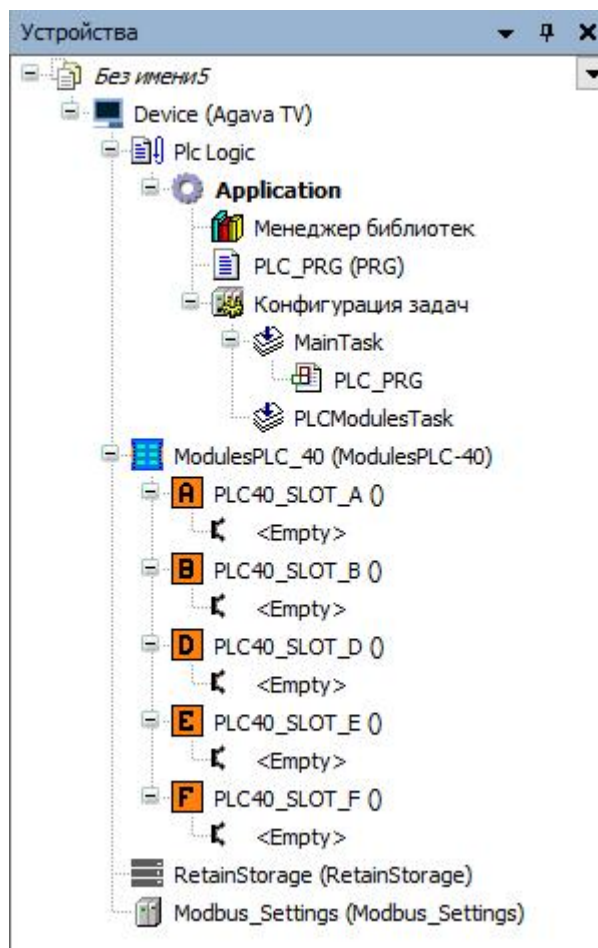 Устройства
Без имени5
Device (Agava TV)
Plc Logic
Application
Менеджер библиотек
PLC_PRG (PRG)
Конфигурация задач
MainTask
PLC_PRG
PLCModulesTask
ModulesPLC_40 (ModulesPLC-40)
A PLC40_SLOT_A ()
<Empty>
B PLC40_SLOT_B ()
<Empty>
D PLC40_SLOT_D ()
<Empty>
E PLC40_SLOT_E ()
<Empty>
F PLC40_SLOT_F ()
<Empty>
RetainStorage (RetainStorage)
Modbus_Settings (Modbus_Settings)